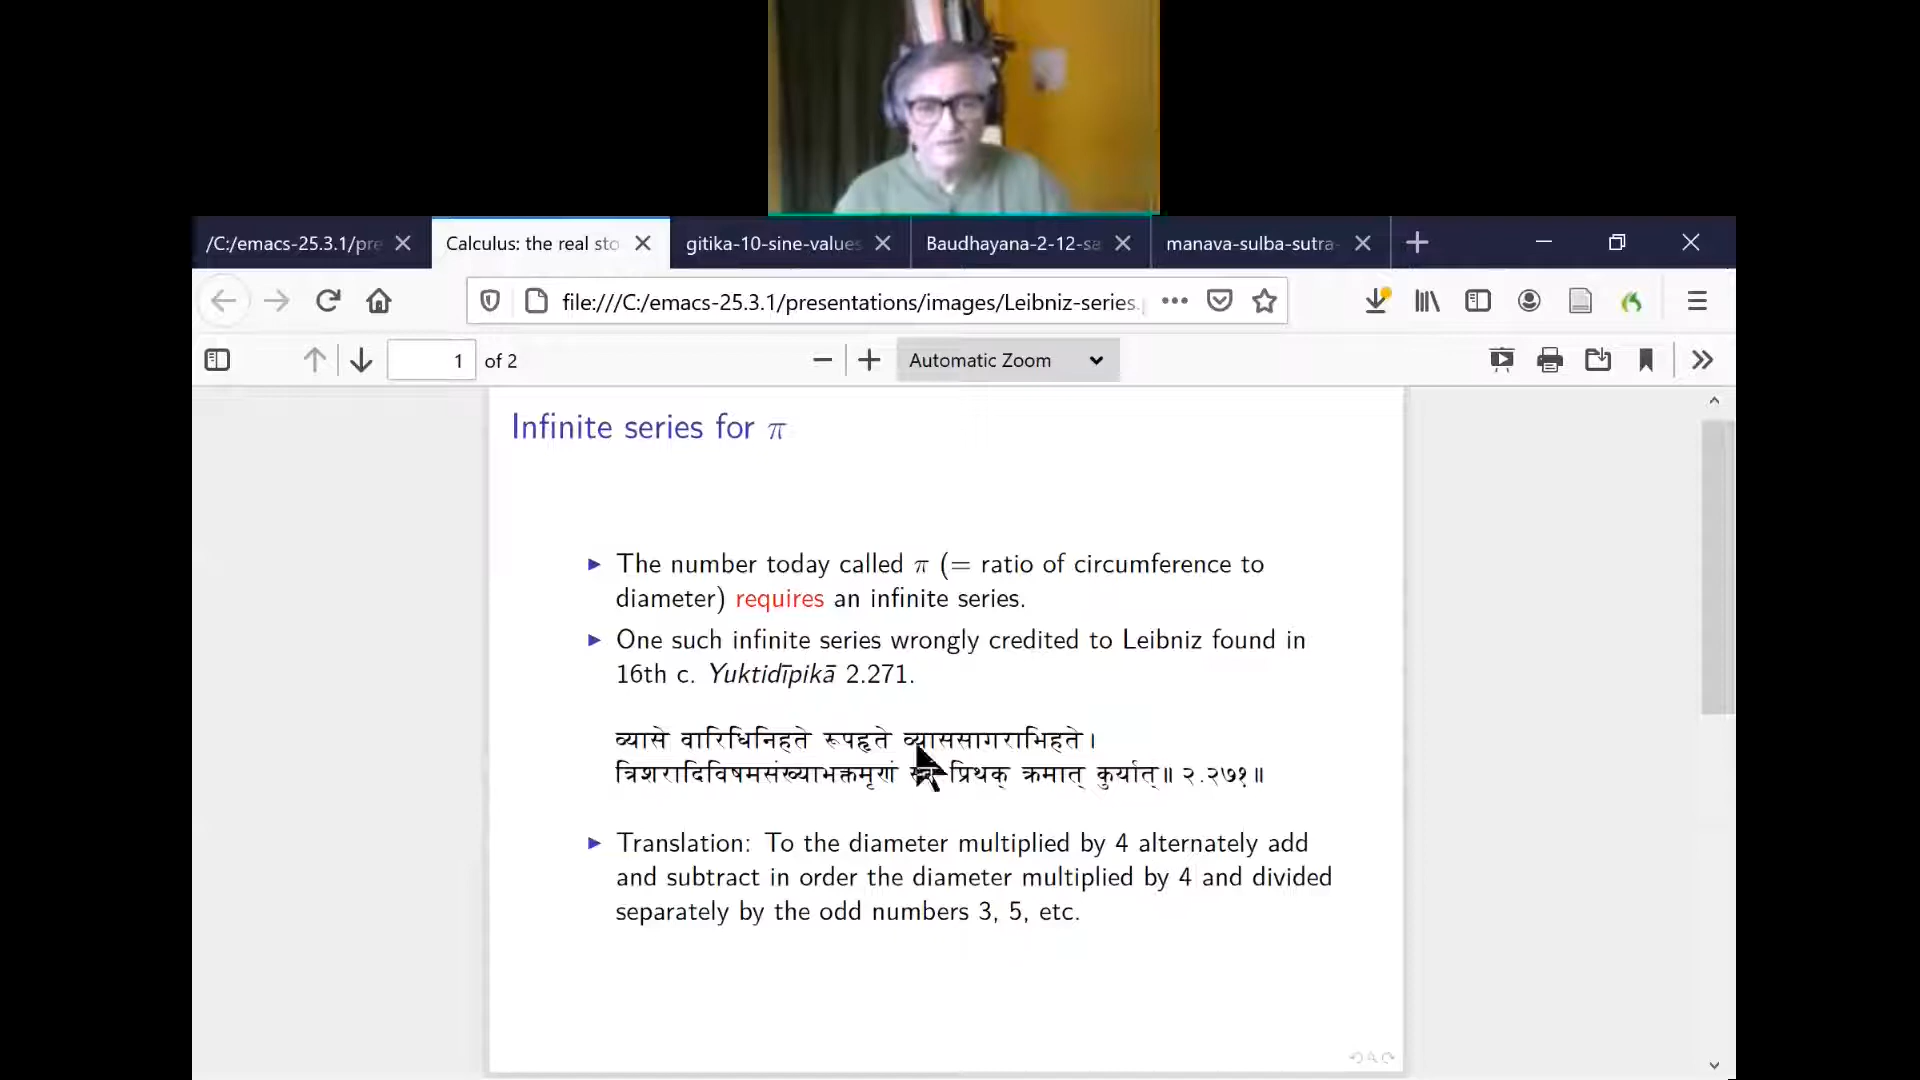 /C:/emacs-25.3.1/pre
Calculus: the real sto
gitika-10-sine-values
Baudhayana-2-12-sa
manava-sulba-sutra-
file:///C:/emacs-25.3.1/presentations/images/Leibniz-series.
1 of 2
Automatic Zoom
Infinite series for π
The number today called π (= ratio of circumference to
diameter) requires an infinite series.
One such infinite series wrongly credited to Leibniz found in
16th c. Yuktidīpikā 2.271.
व्यासे वारिधिनिहते रूपहृते व्याससागराभिहते।
त्रिशरादिविषमसंख्याभक्तमृणं प्रिथक् क्रमात् कुर्यात्॥ २.२७१॥
Translation: To the diameter multiplied by 4 alternately add
and subtract in order the diameter multiplied by 4 and divided
separately by the odd numbers 3, 5, etc.